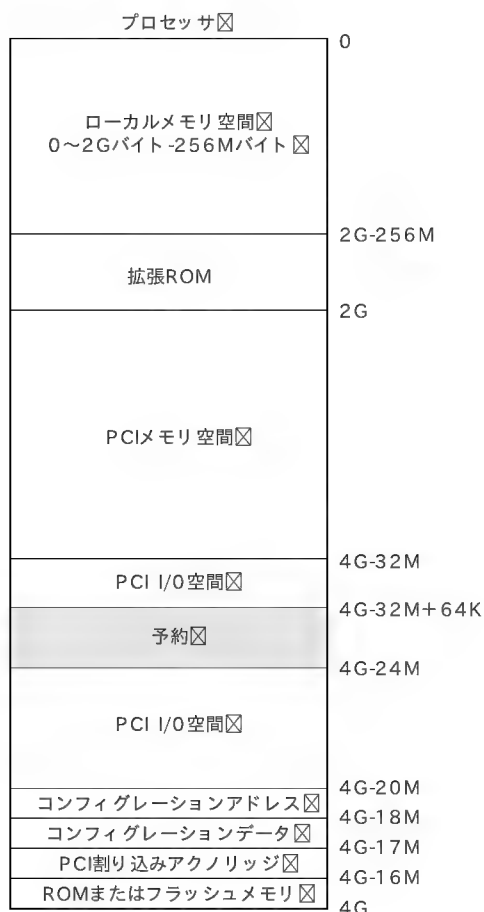 プロセッサ
0
ローカルメモリ空間
0～2Gバイト-256Mバイト
2G-256M
拡張ROM
2G
PCIメモリ空間
4G-32M
PCI I/0空間
4G-32M+64K
予約
4G-24M
PCI I/0空間
4G-20M
コンフィグレーションアドレス
4G-18M
コンフィグレーションデータ
4G-17M
PCI割り込みアクノリッジ
4G-16M
ROMまたはフラッシュメモリ
4G